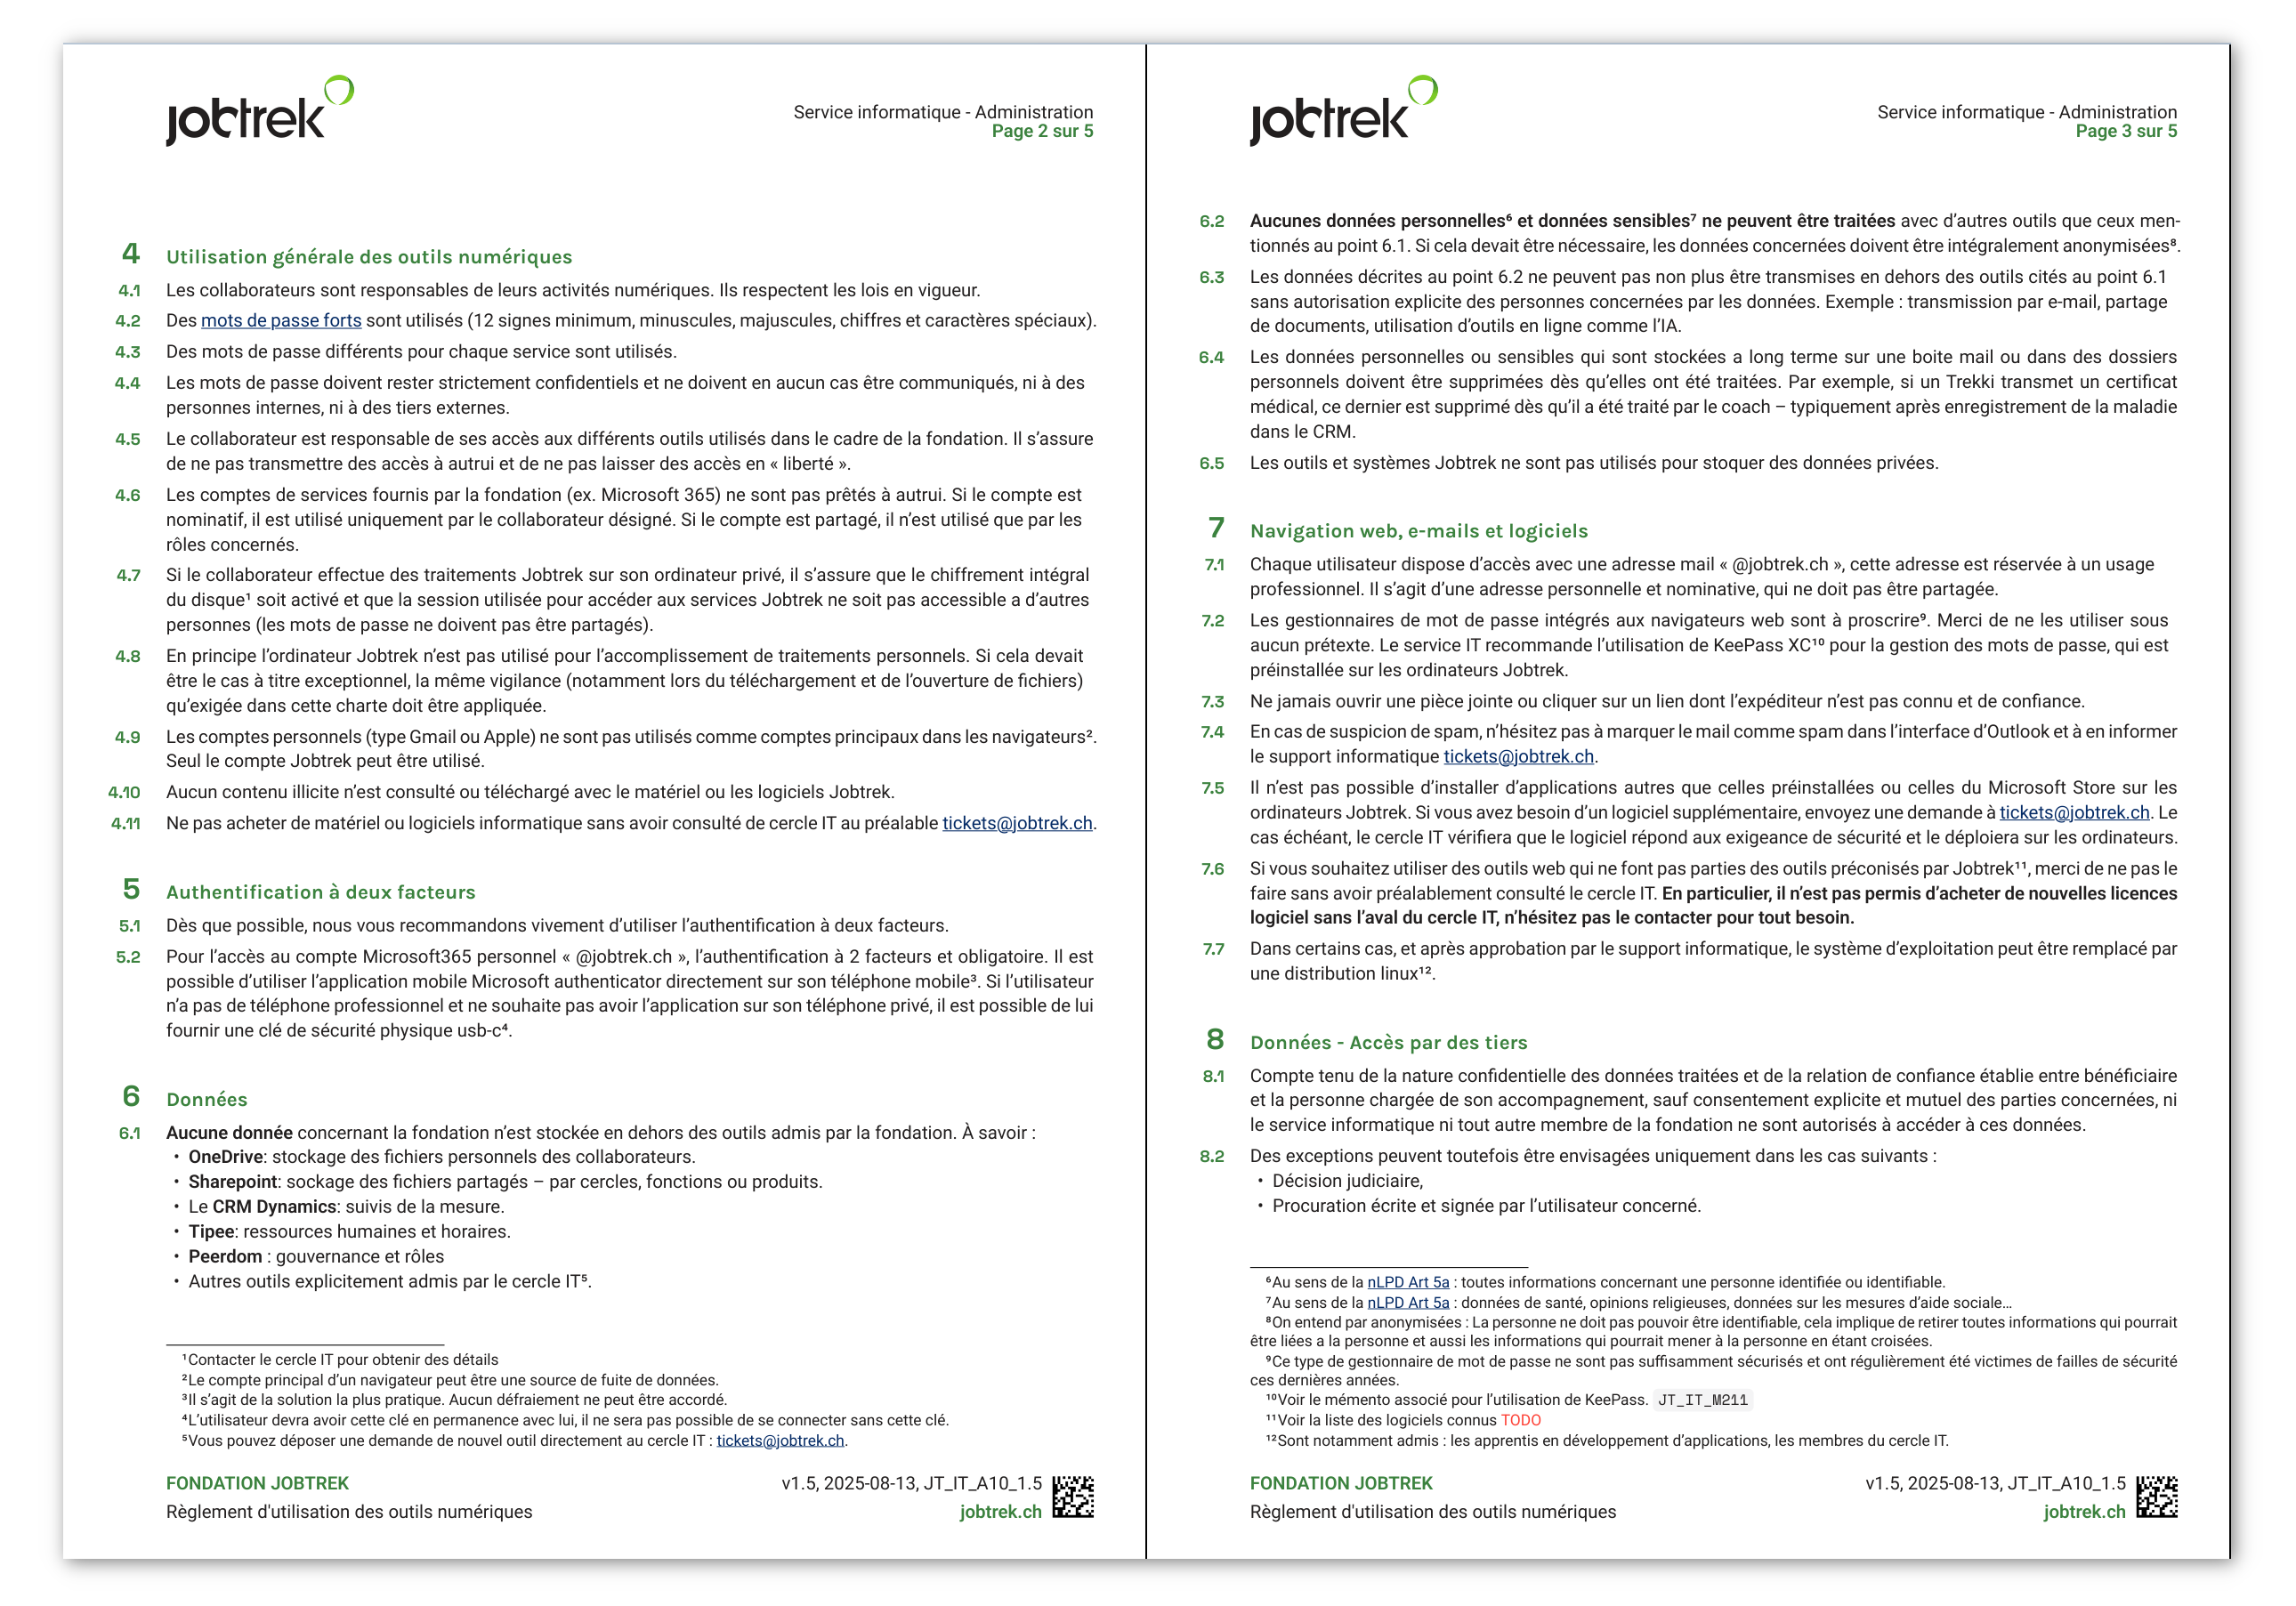 jobtrek
Service informatique - Administration
Page 2 sur 5
4 Utilisation générale des outils numériques
4.1 Les collaborateurs sont responsables de leurs activités numériques. Ils respectent les lois en vigueur.
4.2 Des mots de passe forts sont utilisés (12 signes minimum, minuscules, majuscules, chiffres et caractères spéciaux).
4.3 Des mots de passe différents pour chaque service sont utilisés.
4.4 Les mots de passe doivent rester strictement confidentiels et ne doivent en aucun cas être communiqués, ni à des
personnes internes, ni à des tiers externes.
4.5 Le collaborateur est responsable de ses accès aux différents outils utilisés dans le cadre de la fondation. Il s’assure
de ne pas transmettre des accès à autrui et de ne pas laisser des accès en « liberté ».
4.6 Les comptes de services fournis par la fondation (ex. Microsoft 365) ne sont pas prêtés à autrui. Si le compte est
nominatif, il est utilisé uniquement par le collaborateur désigné. Si le compte est partagé, il n’est utilisé que par les
rôles concernés.
4.7 Si le collaborateur effectue des traitements Jobtrek sur son ordinateur privé, il s’assure que le chiffrement intégral
du disque¹ soit activé et que la session utilisée pour accéder aux services Jobtrek ne soit pas accessible a d’autres
personnes (les mots de passe ne doivent pas être partagés).
4.8 En principe l’ordinateur Jobtrek n’est pas utilisé pour l’accomplissement de traitements personnels. Si cela devait
être le cas à titre exceptionnel, la même vigilance (notamment lors du téléchargement et de l’ouverture de fichiers)
qu’exigée dans cette charte doit être appliquée.
4.9 Les comptes personnels (type Gmail ou Apple) ne sont pas utilisés comme comptes principaux dans les navigateurs².
Seul le compte Jobtrek peut être utilisé.
4.10 Aucun contenu illicite n’est consulté ou téléchargé avec le matériel ou les logiciels Jobtrek.
4.11 Ne pas acheter de matériel ou logiciels informatique sans avoir consulté de cercle IT au préalable tickets@jobtrek.ch.
5 Authentification à deux facteurs
5.1 Dès que possible, nous vous recommandons vivement d’utiliser l’authentification à deux facteurs.
5.2 Pour l’accès au compte Microsoft365 personnel « @jobtrek.ch », l’authentification à 2 facteurs et obligatoire. Il est
possible d’utiliser l’application mobile Microsoft authenticator directement sur son téléphone mobile³. Si l’utilisateur
n’a pas de téléphone professionnel et ne souhaite pas avoir l’application sur son téléphone privé, il est possible de lui
fournir une clé de sécurité physique usb-c⁴.
6 Données
6.1 Aucune donnée concernant la fondation n’est stockée en dehors des outils admis par la fondation. À savoir :
• OneDrive: stockage des fichiers personnels des collaborateurs.
• Sharepoint: sockage des fichiers partagés – par cercles, fonctions ou produits.
• Le CRM Dynamics: suivis de la mesure.
• Tipee: ressources humaines et horaires.
• Peerdom : gouvernance et rôles
• Autres outils explicitement admis par le cercle IT⁵.
¹Contacter le cercle IT pour obtenir des détails
²Le compte principal d’un navigateur peut être une source de fuite de données.
³Il s’agit de la solution la plus pratique. Aucun défraiement ne peut être accordé.
⁴L’utilisateur devra avoir cette clé en permanence avec lui, il ne sera pas possible de se connecter sans cette clé.
⁵Vous pouvez déposer une demande de nouvel outil directement au cercle IT : tickets@jobtrek.ch.
FONDATION JOBTREK
Règlement d'utilisation des outils numériques
v1.5, 2025-08-13, JT_IT_A10_1.5
jobtrek.ch
jobtrek
Service informatique - Administration
Page 3 sur 5
6.2 Aucunes données personnelles⁶ et données sensibles⁷ ne peuvent être traitées avec d’autres outils que ceux men-
tionnés au point 6.1. Si cela devait être nécessaire, les données concernées doivent être intégralement anonymisées⁸.
6.3 Les données décrites au point 6.2 ne peuvent pas non plus être transmises en dehors des outils cités au point 6.1
sans autorisation explicite des personnes concernées par les données. Exemple : transmission par e-mail, partage
de documents, utilisation d’outils en ligne comme l’IA.
6.4 Les données personnelles ou sensibles qui sont stockées a long terme sur une boite mail ou dans des dossiers
personnels doivent être supprimées dès qu’elles ont été traitées. Par exemple, si un Trekki transmet un certificat
médical, ce dernier est supprimé dès qu’il a été traité par le coach – typiquement après enregistrement de la maladie
dans le CRM.
6.5 Les outils et systèmes Jobtrek ne sont pas utilisés pour stoquer des données privées.
7 Navigation web, e-mails et logiciels
7.1 Chaque utilisateur dispose d’accès avec une adresse mail « @jobtrek.ch », cette adresse est réservée à un usage
professionnel. Il s’agit d’une adresse personnelle et nominative, qui ne doit pas être partagée.
7.2 Les gestionnaires de mot de passe intégrés aux navigateurs web sont à proscrire⁹. Merci de ne les utiliser sous
aucun prétexte. Le service IT recommande l’utilisation de KeePass XC¹⁰ pour la gestion des mots de passe, qui est
préinstallée sur les ordinateurs Jobtrek.
7.3 Ne jamais ouvrir une pièce jointe ou cliquer sur un lien dont l’expéditeur n’est pas connu et de confiance.
7.4 En cas de suspicion de spam, n’hésitez pas à marquer le mail comme spam dans l’interface d’Outlook et à en informer
le support informatique tickets@jobtrek.ch.
7.5 Il n’est pas possible d’installer d’applications autres que celles préinstallées ou celles du Microsoft Store sur les
ordinateurs Jobtrek. Si vous avez besoin d’un logiciel supplémentaire, envoyez une demande à tickets@jobtrek.ch. Le
cas échéant, le cercle IT vérifiera que le logiciel répond aux exigeance de sécurité et le déploiera sur les ordinateurs.
7.6 Si vous souhaitez utiliser des outils web qui ne font pas parties des outils préconisés par Jobtrek¹¹, merci de ne pas le
faire sans avoir préalablement consulté le cercle IT. En particulier, il n’est pas permis d’acheter de nouvelles licences
logiciel sans l’aval du cercle IT, n’hésitez pas le contacter pour tout besoin.
7.7 Dans certains cas, et après approbation par le support informatique, le système d’exploitation peut être remplacé par
une distribution linux¹².
8 Données - Accès par des tiers
8.1 Compte tenu de la nature confidentielle des données traitées et de la relation de confiance établie entre bénéficiaire
et la personne chargée de son accompagnement, sauf consentement explicite et mutuel des parties concernées, ni
le service informatique ni tout autre membre de la fondation ne sont autorisés à accéder à ces données.
8.2 Des exceptions peuvent toutefois être envisagées uniquement dans les cas suivants :
• Décision judiciaire,
• Procuration écrite et signée par l’utilisateur concerné.
⁶Au sens de la nLPD Art 5a : toutes informations concernant une personne identifiée ou identifiable.
⁷Au sens de la nLPD Art 5a : données de santé, opinions religieuses, données sur les mesures d’aide sociale…
⁸On entend par anonymisées : La personne ne doit pas pouvoir être identifiable, cela implique de retirer toutes informations qui pourrait
être liées a la personne et aussi les informations qui pourrait mener à la personne en étant croisées.
⁹Ce type de gestionnaire de mot de passe ne sont pas suffisamment sécurisés et ont régulièrement été victimes de failles de sécurité
ces dernières années.
¹⁰Voir le mémento associé pour l’utilisation de KeePass. JT_IT_M211
¹¹Voir la liste des logiciels connus TODO
¹²Sont notamment admis : les apprentis en développement d’applications, les membres du cercle IT.
FONDATION JOBTREK
Règlement d'utilisation des outils numériques
v1.5, 2025-08-13, JT_IT_A10_1.5
jobtrek.ch